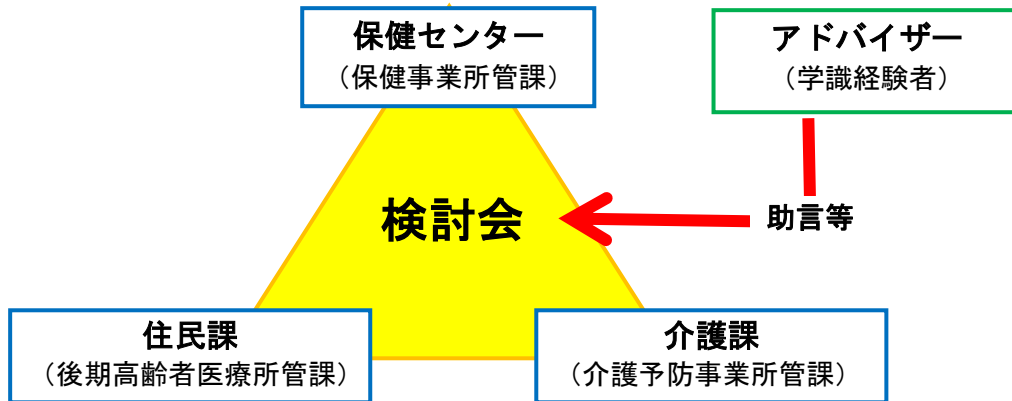 保健センター
（保健事業所管課）
アドバイザー
（学識経験者）
検討会
助言等
住民課
（後期高齢者医療所管課）
介護課
（介護予防事業所管課）